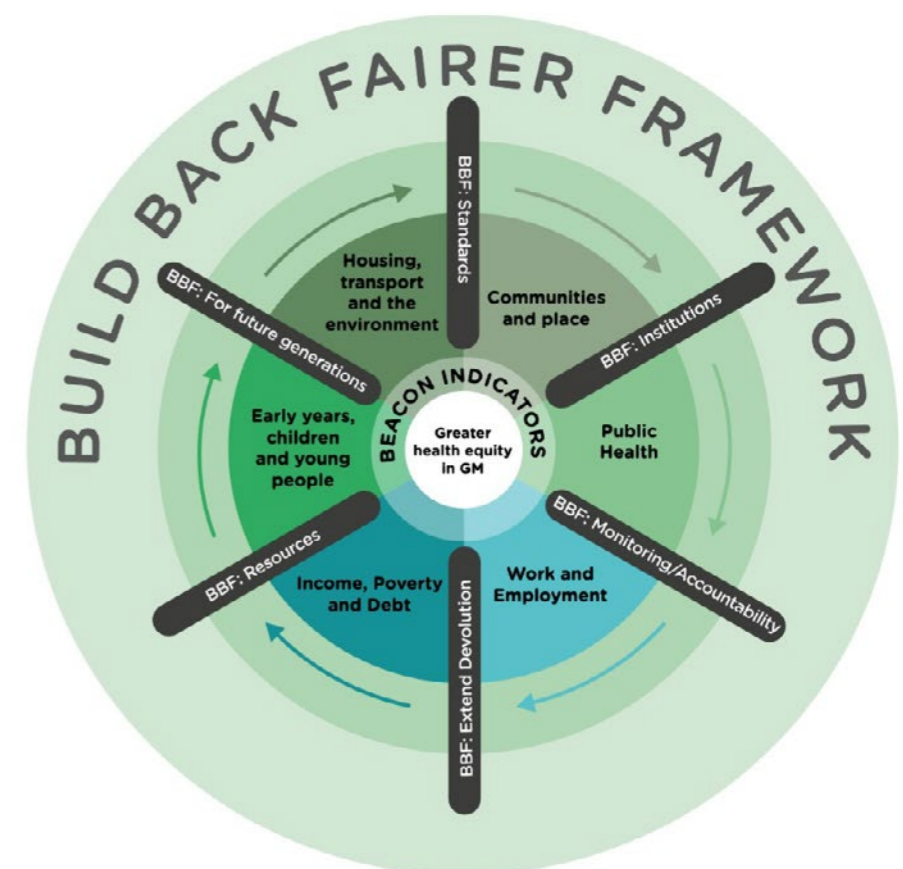 BUILD BACK FAIRER FRAMEWORK
BBF: Standards
Housing,
transport
and the
environment
Communities
and place
BBF: For future generations
BBF: Institutions
BEACON INDICATORS
Early years,
children
and young
people
Greater
health equity
in GM
Public
Health
BBF: Resources
BBF: Monitoring/Accountability
Income, Poverty
and Debt
Work and
Employment
BBF: Extend Devolution